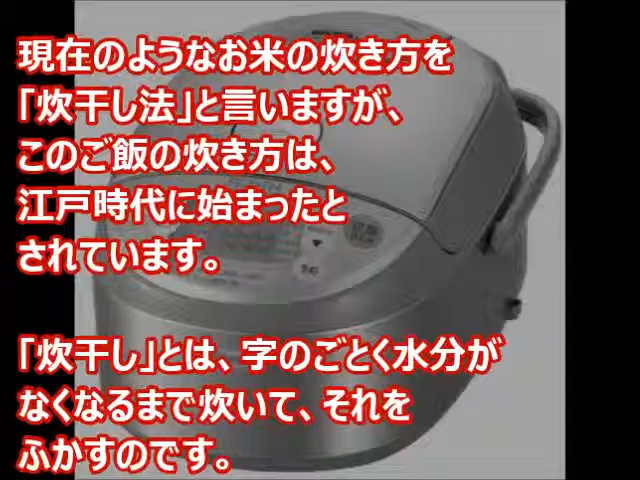 現在のようなお米の炊き方を
「炊干し法」と言いますが、
このご飯の炊き方は、
江戸時代に始まったと
されています。
「炊干し」とは、字のごとく水分が
なくなるまで炊いて、それを
ふかすのです。